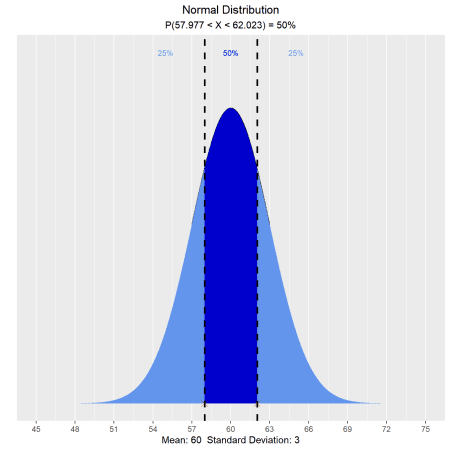 Normal Distribution
P(57.977 < X < 62.023) = 50%
25% 50% 25%
45 48 51 54 57 60 63 66 69 72 75
Mean: 60 Standard Deviation: 3